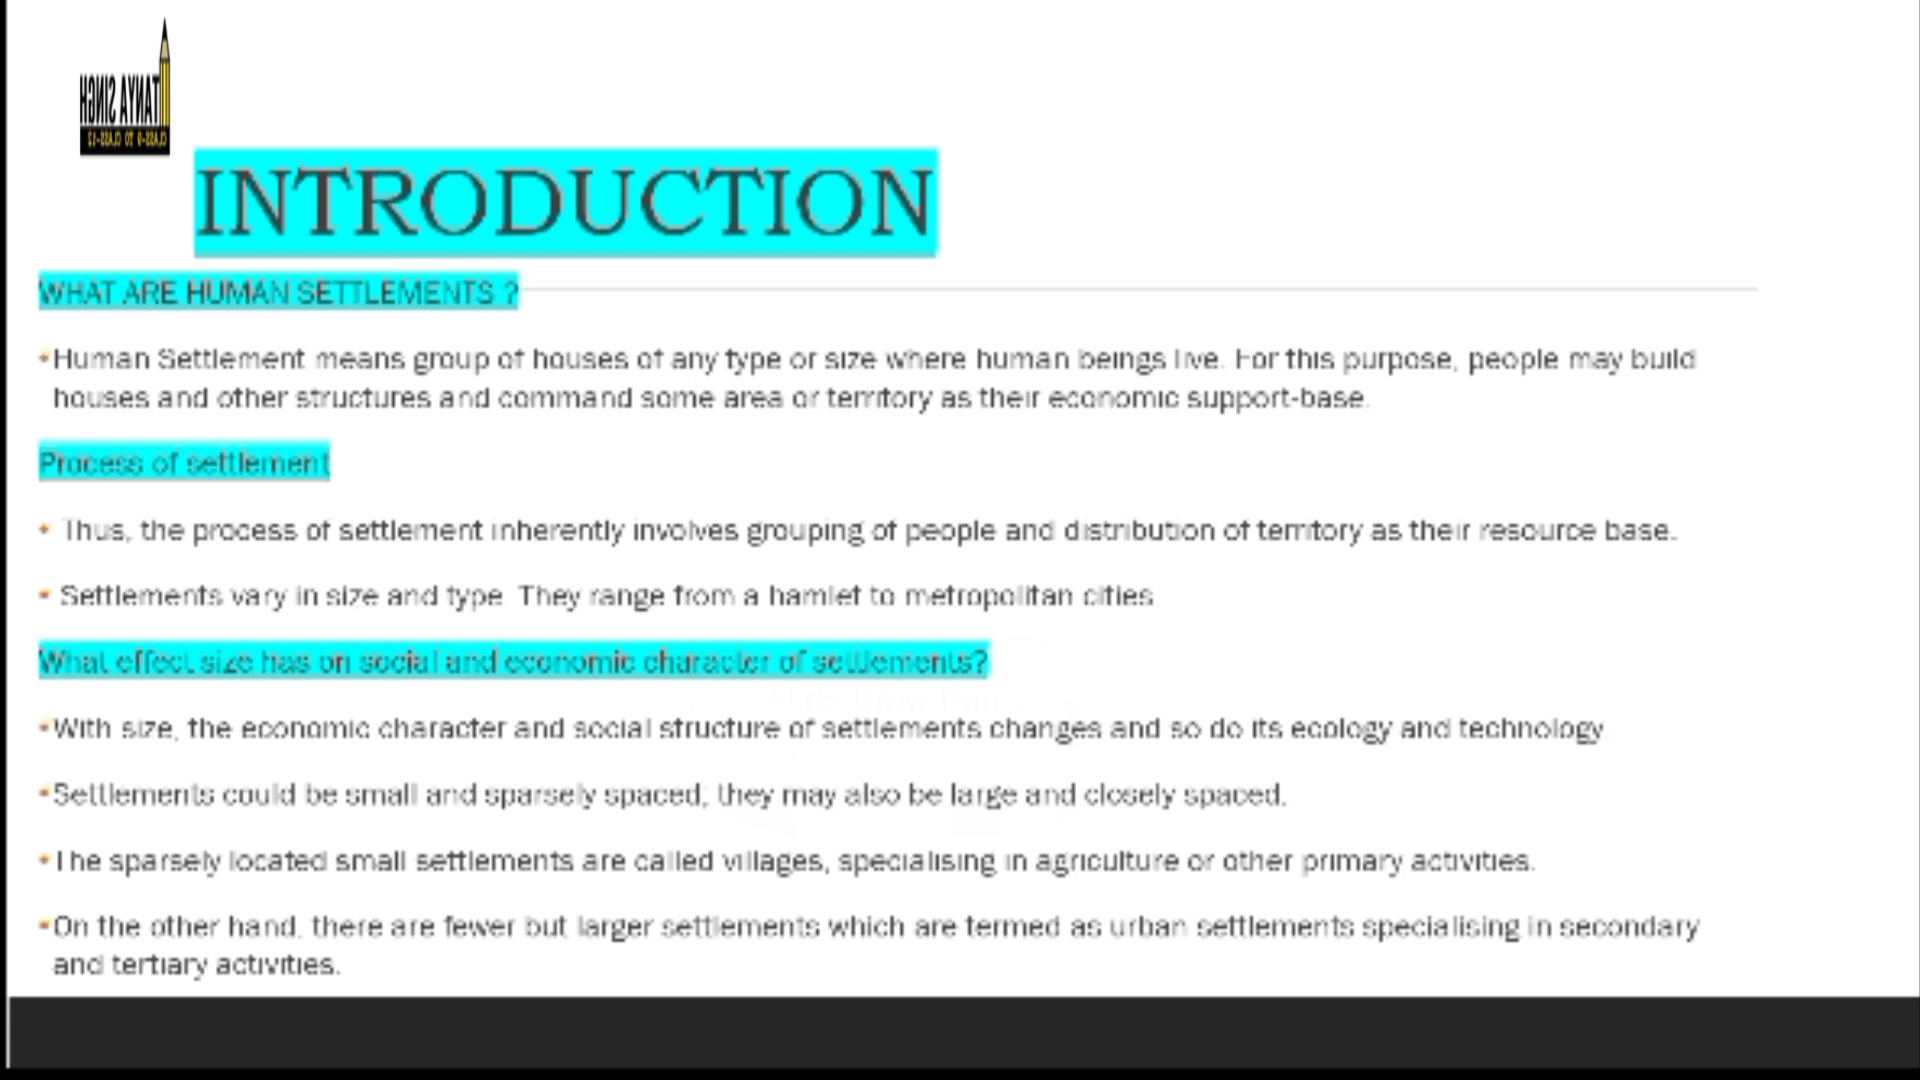 TANYA SINGH
CLASS-9 TO CLASS-12
INTRODUCTION
WHAT ARE HUMAN SETTLEMENTS ?
•Human Settlement means group of houses of any type or size where human beings live. For this purpose, people may build
houses and other structures and command some area or territory as their economic support-base.
Process of settlement
• Thus, the process of settlement inherently involves grouping of people and distribution of territory as their resource base.
• Settlements vary in size and type. They range from a hamlet to metropolitan cities
What effect size has on social and economic character of settlements?
•With size, the economic character and social structure of settlements changes and so do its ecology and technology.
•Settlements could be small and sparsely spaced; they may also be large and closely spaced.
•The sparsely located small settlements are called villages, specialising in agriculture or other primary activities.
•On the other hand, there are fewer but larger settlements which are termed as urban settlements specialising in secondary
and tertiary activities.